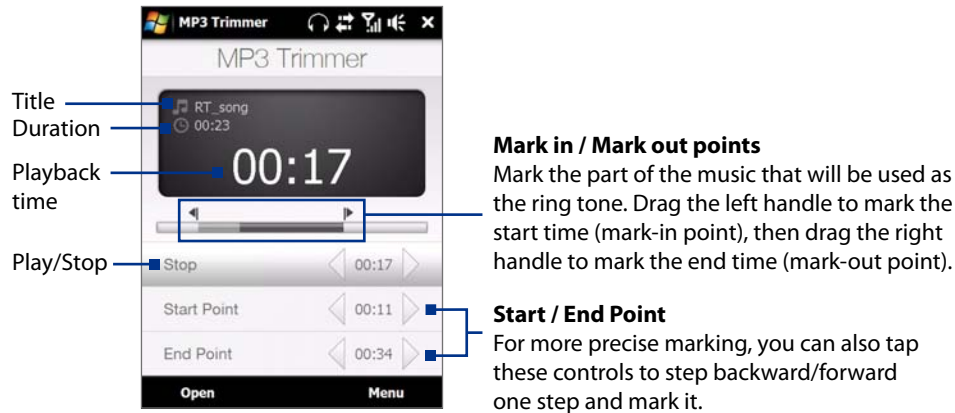 MP3 Trimmer
MP3 Trimmer
Title
RT_song
Duration
00:23
Playback
time
00:17
Play/Stop
Stop
00:17
Start Point
00:11
End Point
00:34
Open
Menu
Mark in / Mark out points
Mark the part of the music that will be used as
the ring tone. Drag the left handle to mark the
start time (mark-in point), then drag the right
handle to mark the end time (mark-out point).
Start / End Point
For more precise marking, you can also tap
these controls to step backward/forward
one step and mark it.